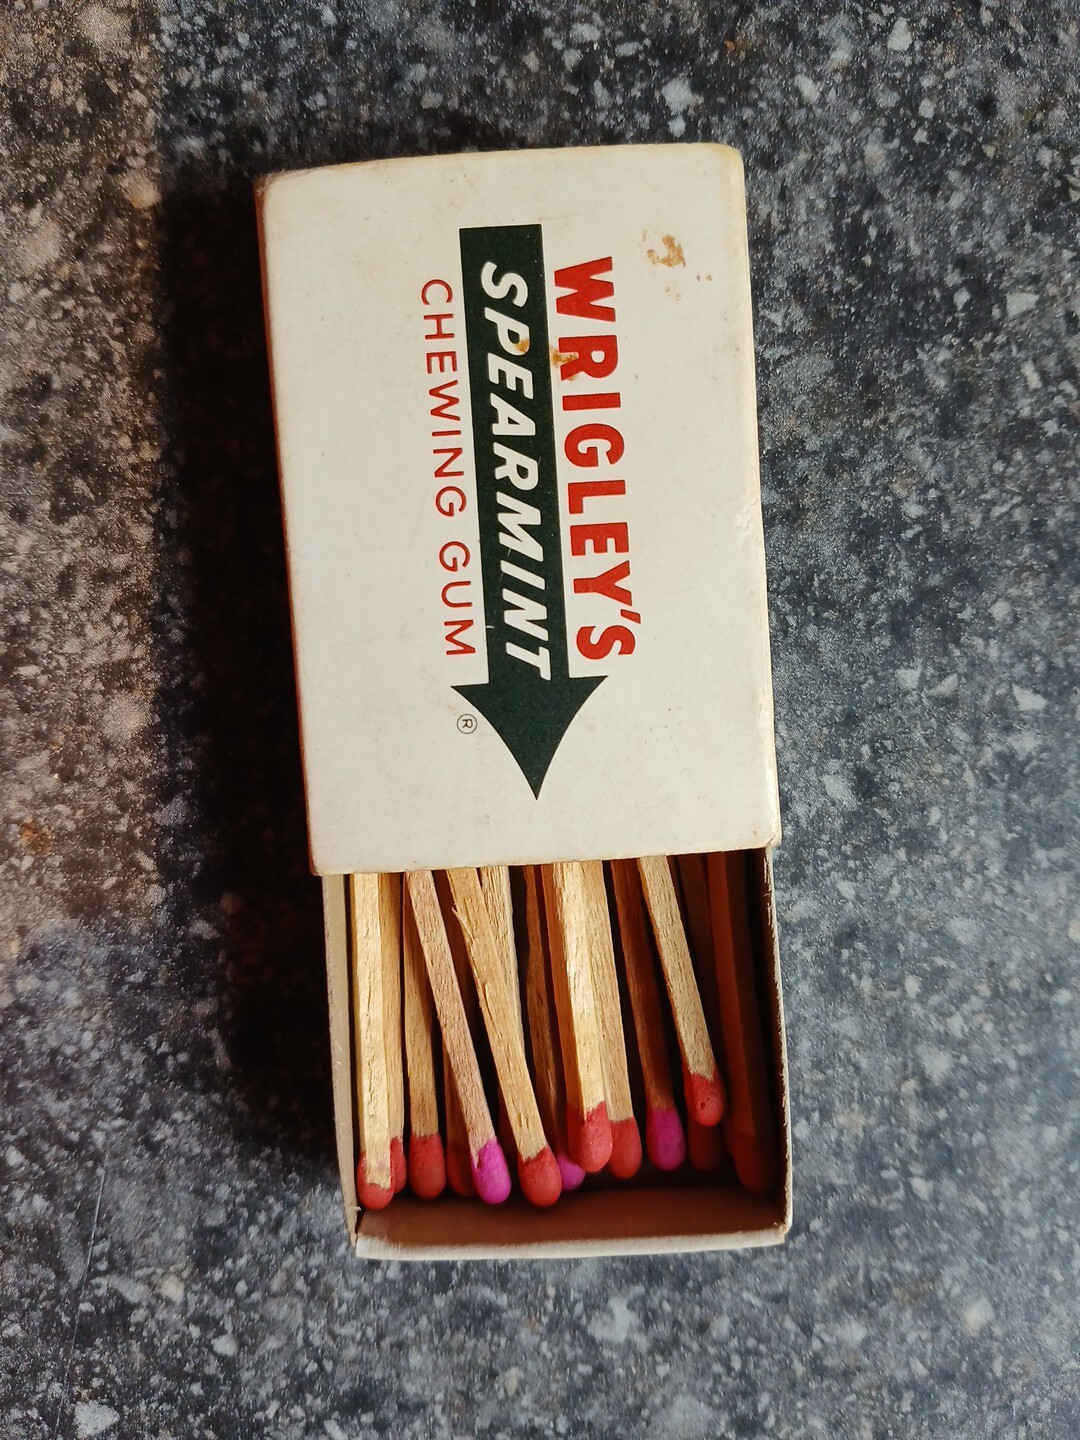 WRIGLEY'S
SPEARMINT
CHEWING GUM
®